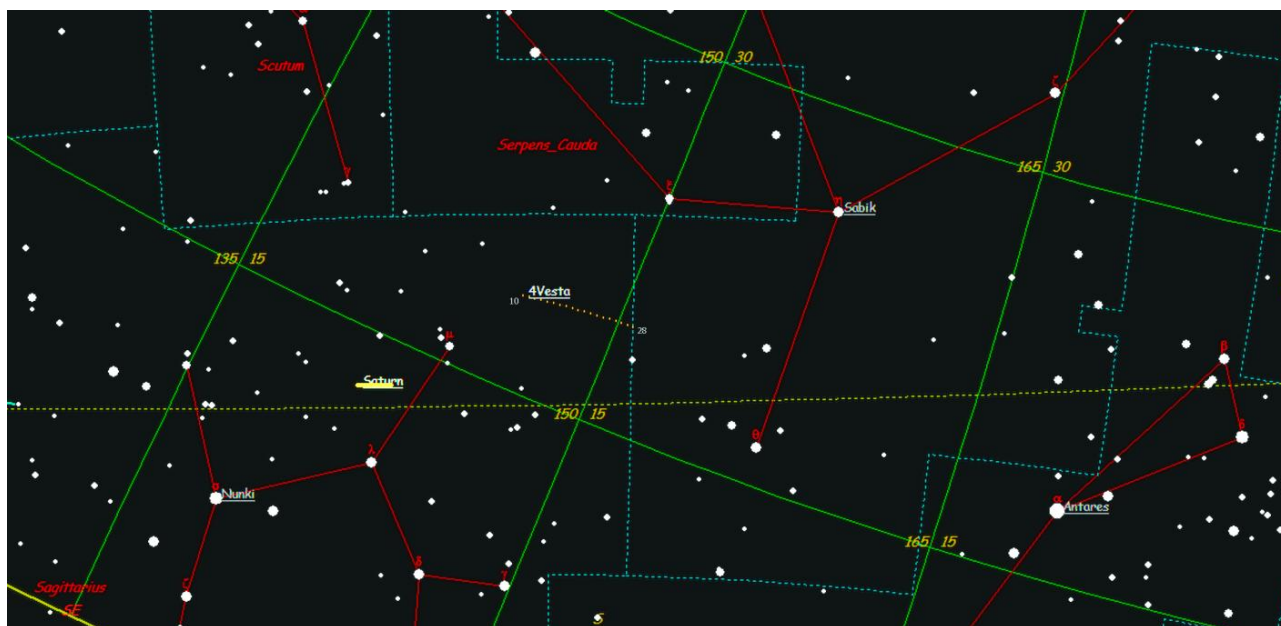 ζ
150 30
Scutum
Serpens_Cauda
165 30
γ
ξ
η
Sabik
135 15
4Vesta
10
28
μ
β
Saturn
150 15
δ
θ
λ
σ
Nunki
α
Antares
165 15
δ
γ
Sagittarius
ζ
SE
S